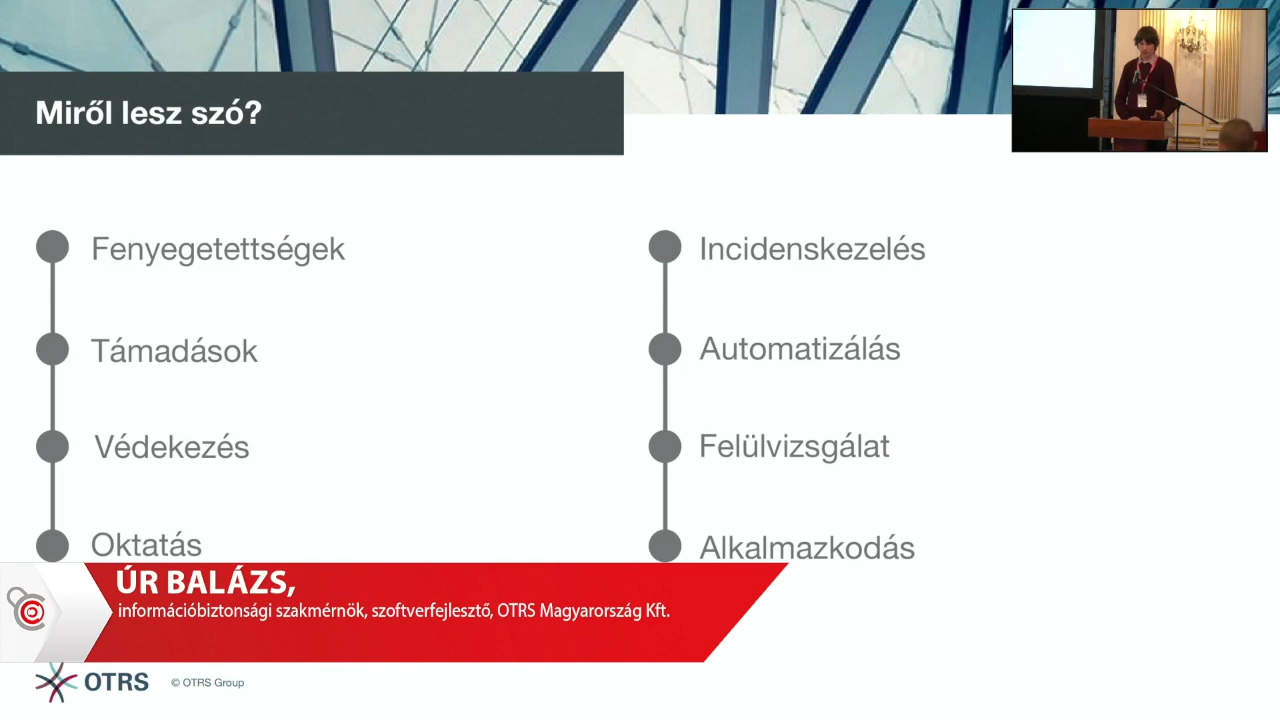 Miről lesz szó?
Fenyegetettségek
Támadások
Védekezés
Oktatás
Incidenskezelés
Automatizálás
Felülvizsgálat
Alkalmazkodás
ÚR BALÁZS,
információbiztonsági szakmérnök, szoftverfejlesztő, OTRS Magyarország Kft.
OTRS © OTRS Group